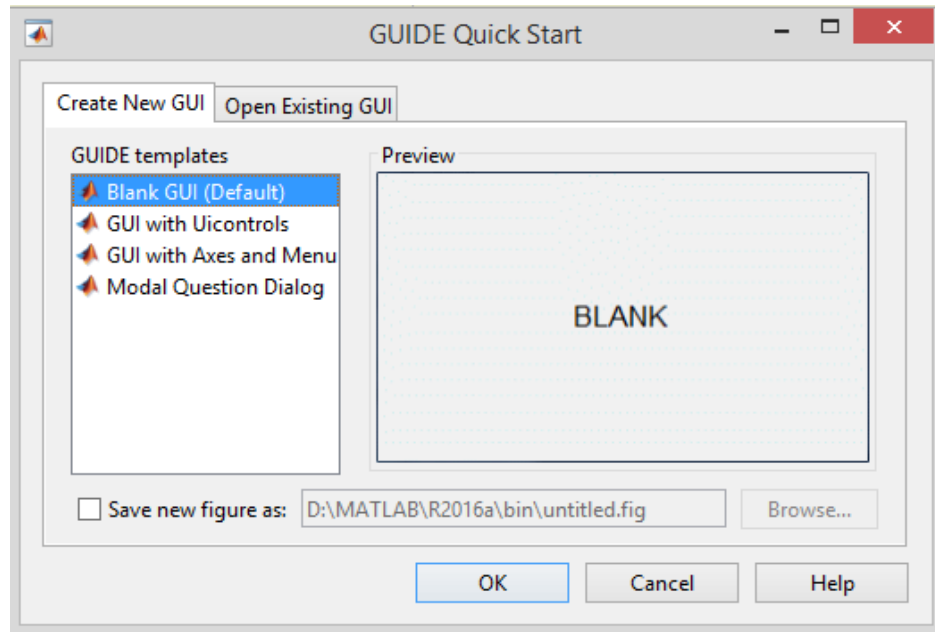 GUIDE Quick Start
Create New GUI
Open Existing GUI
GUIDE templates
Preview
Blank GUI (Default)
GUI with Uicontrols
GUI with Axes and Menu
Modal Question Dialog
BLANK
Save new figure as: D:\MATLAB\R2016a\bin\untitled.fig Browse...
OK Cancel Help